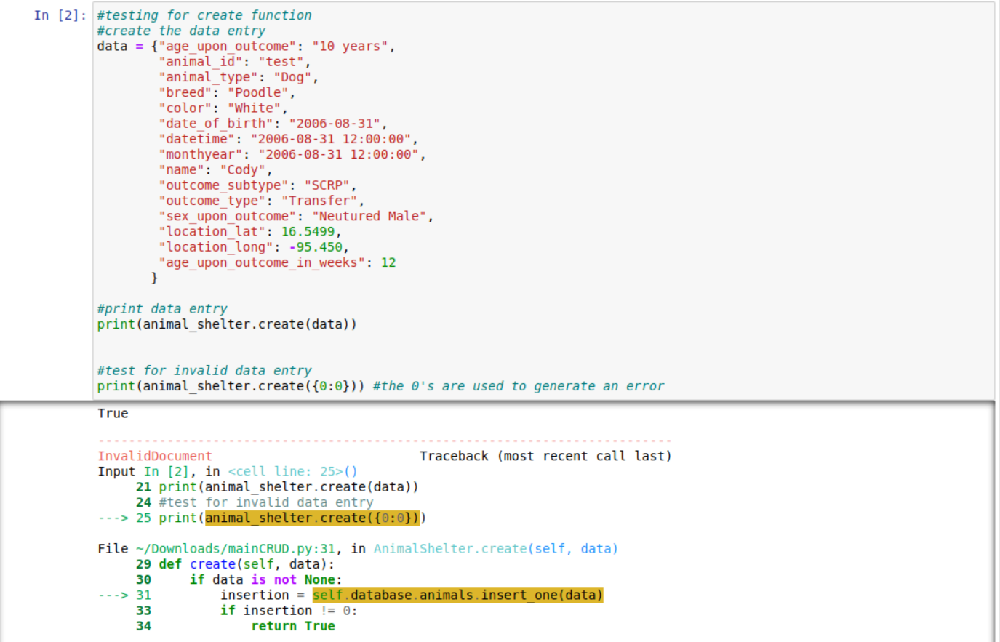 In [2]: #testing for create function
#create the data entry
data = {"age_upon_outcome": "10 years",
"animal_id": "test",
"animal_type": "Dog",
"breed": "Poodle",
"color": "White",
"date_of_birth": "2006-08-31",
"datetime": "2006-08-31 12:00:00",
"monthyear": "2006-08-31 12:00:00",
"name": "Cody",
"outcome_subtype": "SCRP",
"outcome_type": "Transfer",
"sex_upon_outcome": "Neutured Male",
"location_lat": 16.5499,
"location_long": -95.450,
"age_upon_outcome_in_weeks": 12
}
#print data entry
print(animal_shelter.create(data))
#test for invalid data entry
print(animal_shelter.create({0:0})) #the 0's are used to generate an error
True
---------------------------------------------------------------------------
InvalidDocument Traceback (most recent call last)
Input In [2], in <cell line: 25>()
21 print(animal_shelter.create(data))
24 #test for invalid data entry
---> 25 print(animal_shelter.create({0:0}))
File ~/Downloads/mainCRUD.py:31, in AnimalShelter.create(self, data)
29 def create(self, data):
30 if data is not None:
---> 31 insertion = self.database.animals.insert_one(data)
33 if insertion != 0:
34 return True